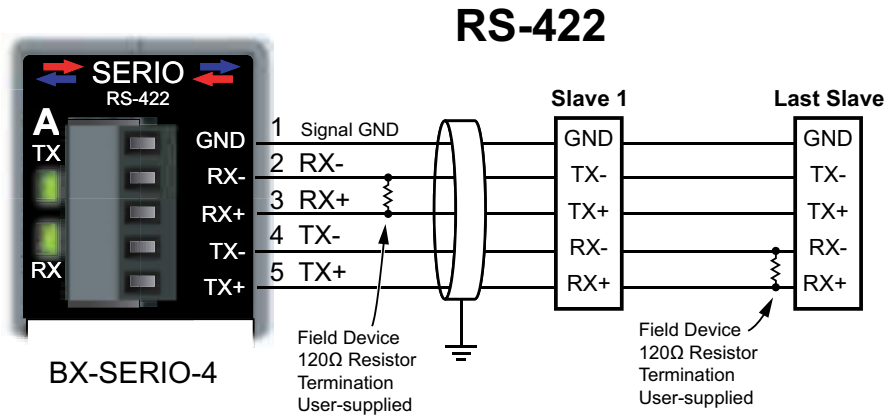 RS-422
SERIO
RS-422
A
TX
RX
GND
RX-
RX+
TX-
TX+
1 Signal GND
2 RX-
3 RX+
4 TX-
5 TX+
BX-SERIO-4
Field Device
120Ω Resistor
Termination
User-supplied
Slave 1
GND
TX-
TX+
RX-
RX+
Last Slave
GND
TX-
TX+
RX-
RX+
Field Device
120Ω Resistor
Termination
User-supplied